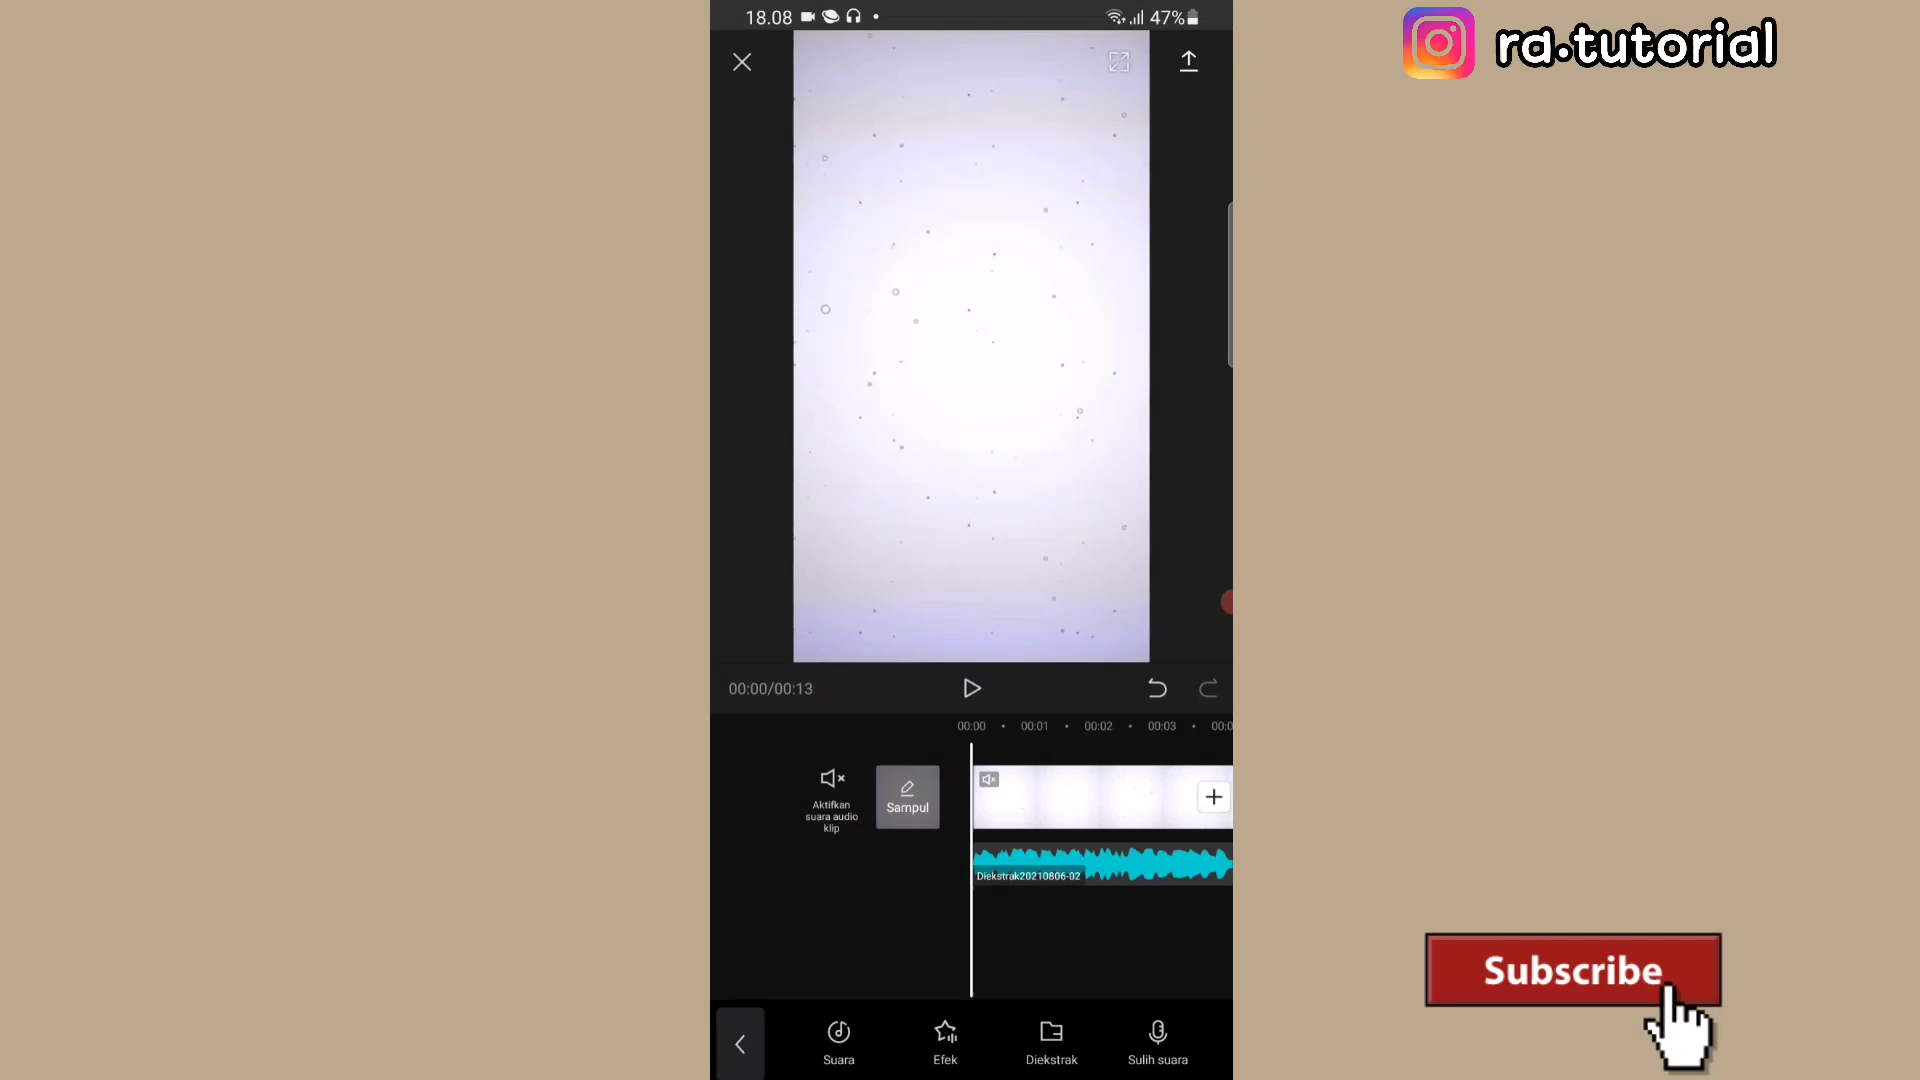 18.08
47%
ra.tutorial
00:00/00:13
00:00 00:01 00:02 00:03 00:0
Aktifkan
suara audio
klip
Sampul
Diekstrak20210806-02
Subscribe
Suara
Efek
Diekstrak
Sulih suara